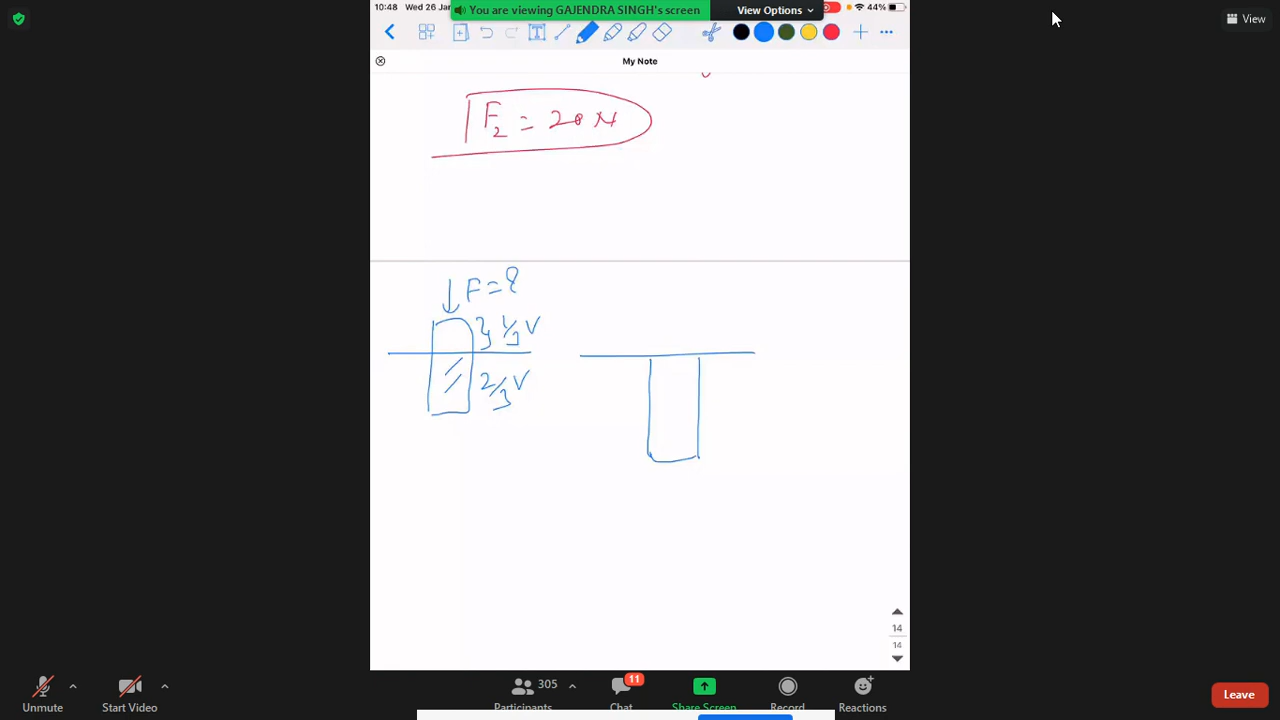 10:48 Wed 26 Jan
You are viewing GAJENDRA SINGH's screen
View Options
44%
View
My Note
F₂ = 20 N
F = ?
1/3 V
2/3 V
14
14
305
11
Unmute
Start Video
Participants
Chat
Share Screen
Record
Reactions
Leave